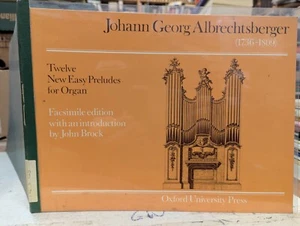 Johann Georg Albrechtsberger
(1736-1809)
Twelve
New Easy Preludes
for Organ
Facsimile edition
with an introduction
by John Brock
Oxford University Press